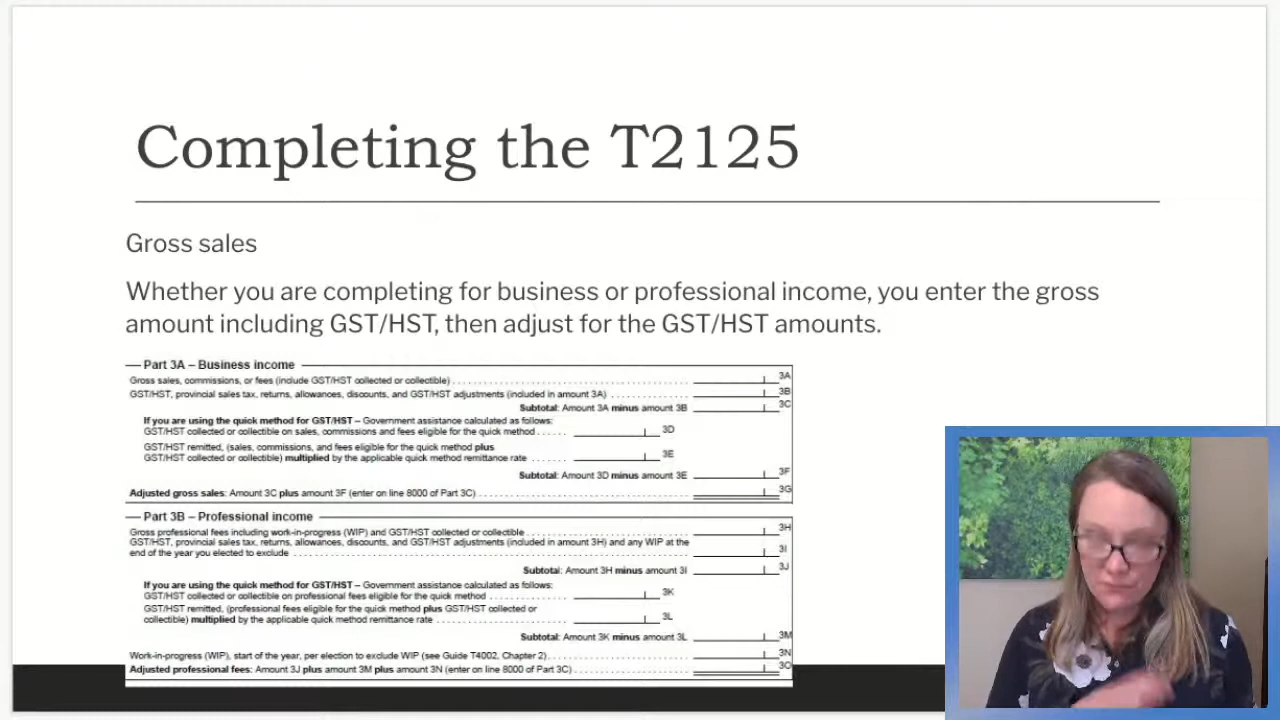 Completing the T2125
Gross sales
Whether you are completing for business or professional income, you enter the gross
amount including GST/HST, then adjust for the GST/HST amounts.
Part 3A – Business income
Gross sales, commissions, or fees (include GST/HST collected or collectible) 3A
GST/HST, provincial sales tax, returns, allowances, discounts, and GST/HST adjustments (included in amount 3A) 3B
Subtotal: Amount 3A minus amount 3B 3C
If you are using the quick method for GST/HST – Government assistance calculated as follows:
GST/HST collected or collectible on sales, commissions and fees eligible for the quick method 3D
GST/HST remitted, (sales, commissions, and fees eligible for the quick method plus
GST/HST collected or collectible) multiplied by the applicable quick method remittance rate 3E
Subtotal: Amount 3D minus amount 3E 3F
Adjusted gross sales: Amount 3C plus amount 3F (enter on line 8000 of Part 3C) 3G
Part 3B – Professional income
Gross professional fees including work-in-progress (WIP) and GST/HST collected or collectible 3H
GST/HST, provincial sales tax, returns, allowances, discounts, and GST/HST adjustments (included in amount 3H) and any WIP at the
end of the year you elected to exclude 3I
Subtotal: Amount 3H minus amount 3I 3J
If you are using the quick method for GST/HST – Government assistance calculated as follows:
GST/HST collected or collectible on professional fees eligible for the quick method 3K
GST/HST remitted, (professional fees eligible for the quick method plus GST/HST collected or
collectible) multiplied by the applicable quick method remittance rate 3L
Subtotal: Amount 3K minus amount 3L 3M
Work-in-progress (WIP), start of the year, per election to exclude WIP (see Guide T4002, Chapter 2) 3N
Adjusted professional fees: Amount 3J plus amount 3M plus amount 3N (enter on line 8000 of Part 3C) 3O